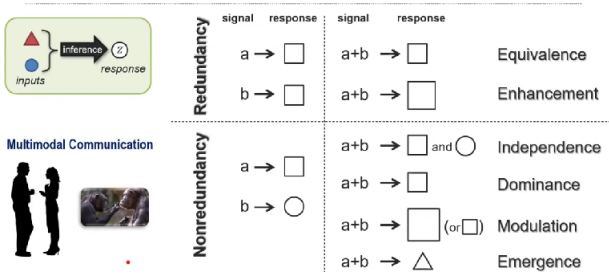 signal response signal response
inference
z
response
inputs
Redundancy
a → a+b → Equivalence
b → a+b → Enhancement
Multimodal Communication
Nonredundancy
a →
b →
a+b → and Independence
a+b → Dominance
a+b → (or ) Modulation
a+b → Emergence